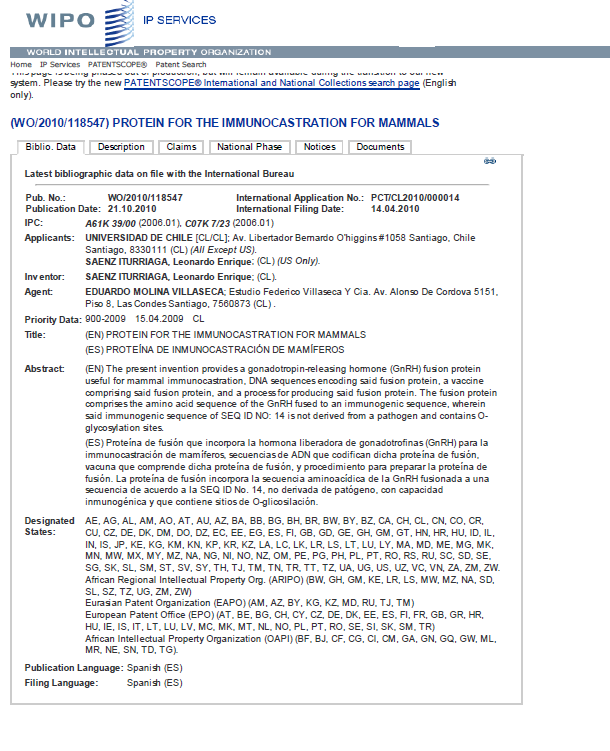 WIPO IP SERVICES
WORLD INTELLECTUAL PROPERTY ORGANIZATION
Home IP Services PATENTSCOPE® Patent Search
This page is being phased out of production, but will remain available during the transition to our new
system. Please try the new PATENTSCOPE® International and National Collections search page (English
only).
(WO/2010/118547) PROTEIN FOR THE IMMUNOCASTRATION FOR MAMMALS
Biblio. Data Description Claims National Phase Notices Documents
Latest bibliographic data on file with the International Bureau
Pub. No.: WO/2010/118547 International Application No.: PCT/CL2010/000014
Publication Date: 21.10.2010 International Filing Date: 14.04.2010
IPC: A61K 39/00 (2006.01), C07K 7/23 (2006.01)
Applicants: UNIVERSIDAD DE CHILE [CL/CL]; Av. Libertador Bernardo O'higgins #1058 Santiago, Chile
Santiago, 8330111 (CL) (All Except US).
SAENZ ITURRIAGA, Leonardo Enrique; (CL) (US Only).
Inventor: SAENZ ITURRIAGA, Leonardo Enrique; (CL).
Agent: EDUARDO MOLINA VILLASECA; Estudio Federico Villaseca Y Cia. Av. Alonso De Cordova 5151,
Piso 8, Las Condes Santiago, 7560873 (CL) .
Priority Data: 900-2009 15.04.2009 CL
Title: (EN) PROTEIN FOR THE IMMUNOCASTRATION FOR MAMMALS
(ES) PROTEÍNA DE INMUNOCASTRACIÓN DE MAMÍFEROS
Abstract: (EN) The present invention provides a gonadotropin-releasing hormone (GnRH) fusion protein
useful for mammal immunocastration, DNA sequences encoding said fusion protein, a vaccine
comprising said fusion protein, and a process for producing said fusion protein. The fusion protein
comprises the amino acid sequence of the GnRH fused to an immunogenic sequence, wherein
said immunogenic sequence of SEQ ID NO: 14 is not derived from a pathogen and contains O-
glycosylation sites.
(ES) Proteína de fusión que incorpora la hormona liberadora de gonadotrofinas (GnRH) para la
immunocastración de mamíferos, secuencias de ADN que codifican dicha proteína de fusión,
vacuna que comprende dicha proteína de fusión, y procedimiento para preparar la proteína de
fusión. La proteína de fusión incorpora la secuencia aminoacídica de la GnRH fusionada a una
secuencia de acuerdo a la SEQ ID No. 14, no derivada de patógeno, con capacidad
inmunogénica y que contiene sitios de O-glicosilación.
Designated AE, AG, AL, AM, AO, AT, AU, AZ, BA, BB, BG, BH, BR, BW, BY, BZ, CA, CH, CL, CN, CO, CR,
States: CU, CZ, DE, DK, DM, DO, DZ, EC, EE, EG, ES, FI, GB, GD, GE, GH, GM, GT, HN, HR, HU, ID, IL,
IN, IS, JP, KE, KG, KM, KN, KP, KR, KZ, LA, LC, LK, LR, LS, LT, LU, LY, MA, MD, ME, MG, MK,
MN, MW, MX, MY, MZ, NA, NG, NI, NO, NZ, OM, PE, PG, PH, PL, PT, RO, RS, RU, SC, SD, SE,
SG, SK, SL, SM, ST, SV, SY, TH, TJ, TM, TN, TR, TT, TZ, UA, UG, US, UZ, VC, VN, ZA, ZM, ZW.
African Regional Intellectual Property Org. (ARIPO) (BW, GH, GM, KE, LR, LS, MW, MZ, NA, SD,
SL, SZ, TZ, UG, ZM, ZW)
Eurasian Patent Organization (EAPO) (AM, AZ, BY, KG, KZ, MD, RU, TJ, TM)
European Patent Office (EPO) (AT, BE, BG, CH, CY, CZ, DE, DK, EE, ES, FI, FR, GB, GR, HR,
HU, IE, IS, IT, LT, LU, LV, MC, MK, MT, NL, NO, PL, PT, RO, SE, SI, SK, SM, TR)
African Intellectual Property Organization (OAPI) (BF, BJ, CF, CG, CI, CM, GA, GN, GQ, GW, ML,
MR, NE, SN, TD, TG).
Publication Language: Spanish (ES)
Filing Language: Spanish (ES)